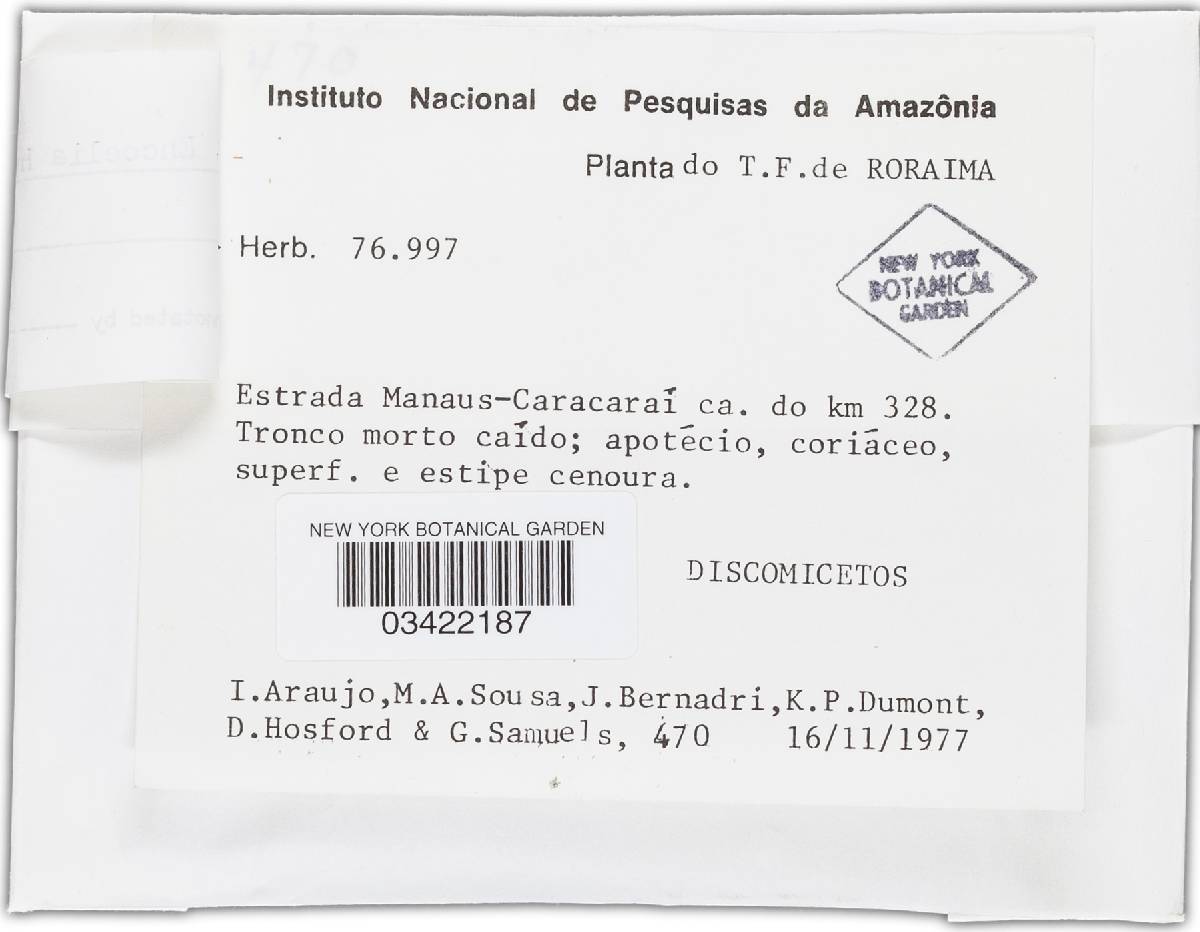 470
Instituto Nacional de Pesquisas da Amazônia
Planta do T.F.de RORAIMA
Herb. 76.997
NEW YORK
BOTANICAL
GARDEN
Estrada Manaus-Caracaraí ca. do km 328.
Tronco morto caído; apotécio, coriáceo,
superf. e estipe cenoura.
NEW YORK BOTANICAL GARDEN
03422187
DISCOMICETOS
I.Araujo,M.A.Sousa,J.Bernadri,K.P.Dumont,
D.Hosford & G.Samuels, 470 16/11/1977